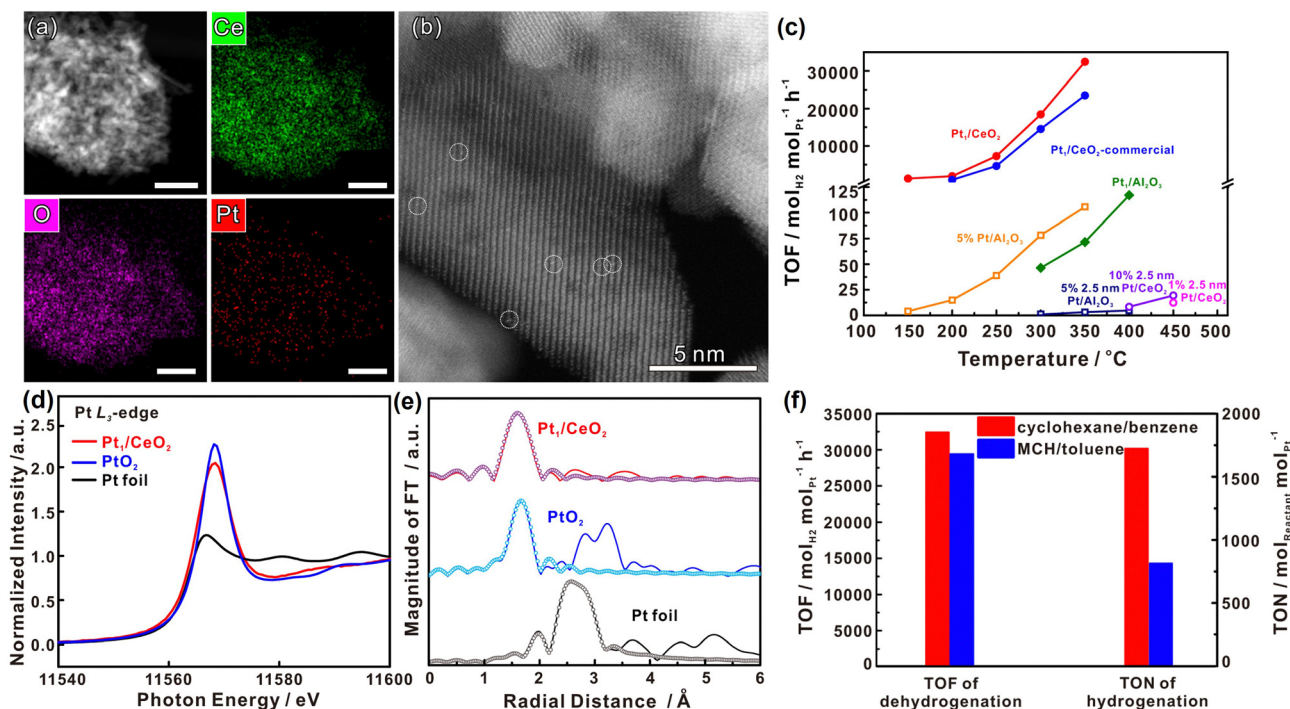 (a)
Ce
O
Pt
(b)
5 nm
(c)
TOF / mol_H2 mol_Pt^-1 h^-1
30000
20000
10000
125
100
75
50
25
0
Pt₁/CeO₂
Pt₁/CeO₂-commercial
Pt₁/Al₂O₃
5% Pt/Al₂O₃
5% 2.5 nm
Pt/Al₂O₃
10% 2.5 nm
Pt/CeO₂
1% 2.5 nm
Pt/CeO₂
100 150 200 250 300 350 400 450 500
Temperature / °C
(d)
Normalized Intensity /a.u.
2.5
2.0
1.5
1.0
0.5
0.0
Pt L₃-edge
Pt₁/CeO₂
PtO₂
Pt foil
11540 11560 11580 11600
Photon Energy / eV
(e)
Magnitude of FT / a.u.
Pt₁/CeO₂
PtO₂
Pt foil
0 1 2 3 4 5 6
Radial Distance / Å
(f)
TOF / mol_H2 mol_Pt^-1 h^-1
35000
30000
25000
20000
15000
10000
5000
0
cyclohexane/benzene
MCH/toluene
TOF of
dehydrogenation
TON of
hydrogenation
2000
1500
1000
500
0
TON / mol_Reactant mol_Pt^-1